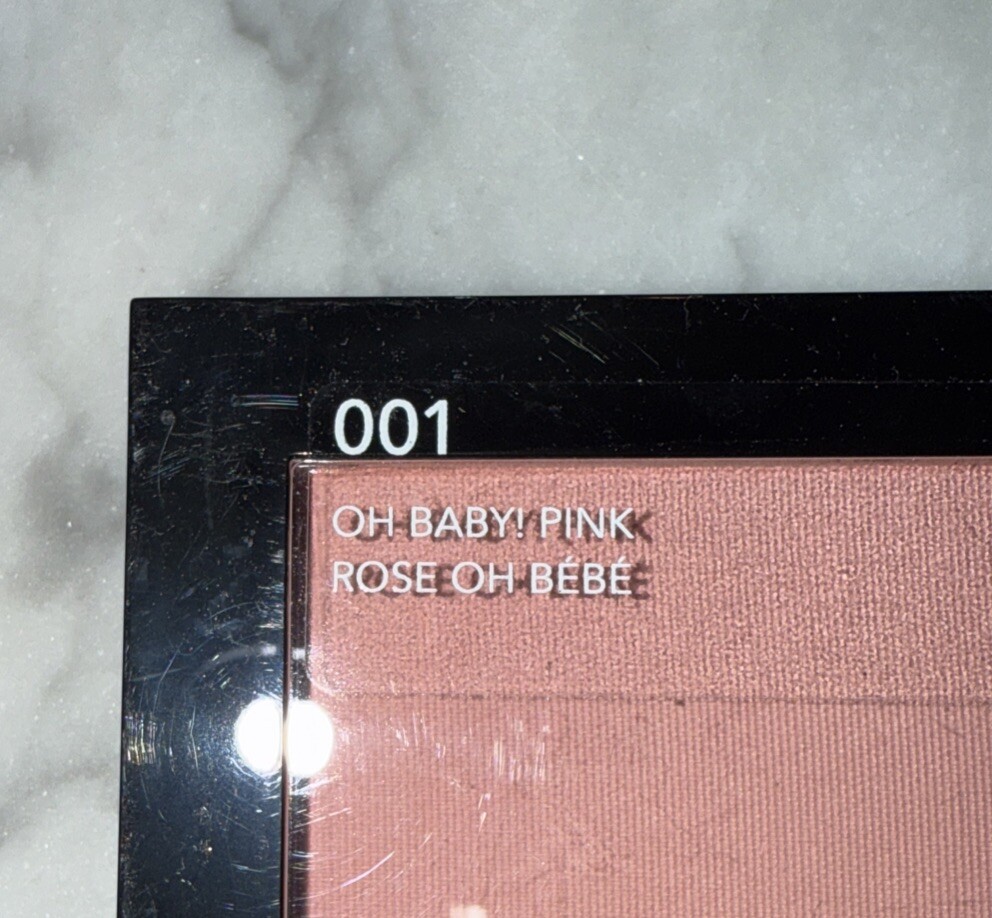 001
OH BABY! PINK
ROSE OH BÉBÉ